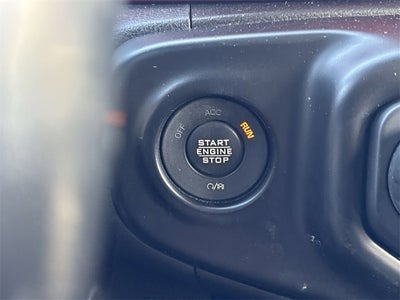 OFF
ACC
RUN
START
ENGINE
STOP